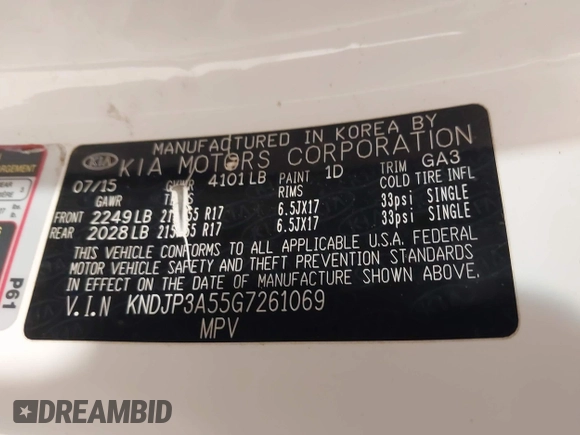 MANUFACTURED IN KOREA BY
KIA KIA MOTORS CORPORATION
07/15 GVWR 4101 LB PAINT 1D TRIM GA3
GAWR RIMS COLD TIRE INFL
FRONT 2249 LB R17 6.5JX17 33psi SINGLE
REAR 2028 LB R17 6.5JX17 33psi SINGLE
THIS VEHICLE CONFORMS TO ALL APPLICABLE U.S.A. FEDERAL
MOTOR VEHICLE SAFETY AND THEFT PREVENTION STANDARDS
IN EFFECT ON THE DATE OF MANUFACTURE SHOWN ABOVE.
V.I.N KNDJP3A55G7261069
MPV
P61
DREAMBID